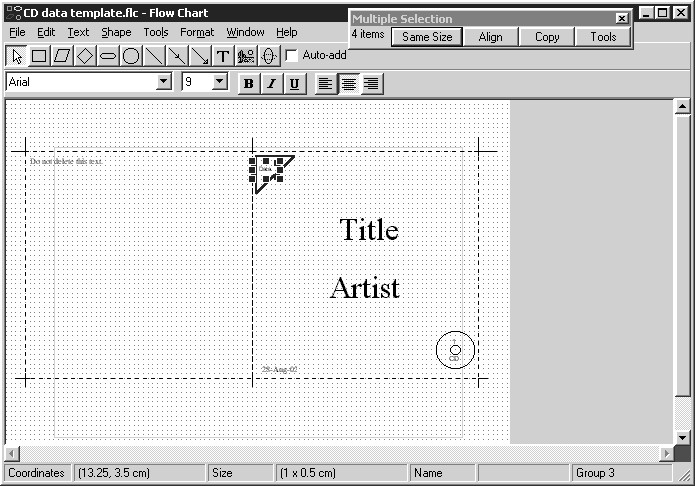 CD data template.flc - Flow Chart
Multiple Selection
File Edit Text Shape Tools Format Window Help
4 items Same Size Align Copy Tools
T Auto-add
Arial 9 B I U
Do not delete this text.
Data
Title
Artist
CD
28-Aug-02
Coordinates (13.25, 3.5 cm) Size (1 x 0.5 cm) Name Group 3